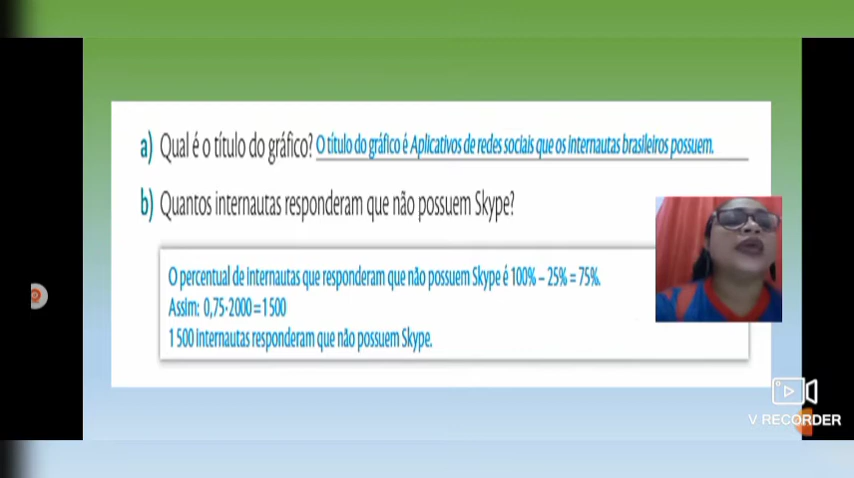 a) Qual é o título do gráfico? O título do gráfico é Aplicativos de redes sociais que os internautas brasileiros possuem.
b) Quantos internautas responderam que não possuem Skype?
O percentual de internautas que responderam que não possuem Skype é 100% – 25% = 75%.
Assim: 0,75·2000 = 1500
1500 internautas responderam que não possuem Skype.
V RECORDER